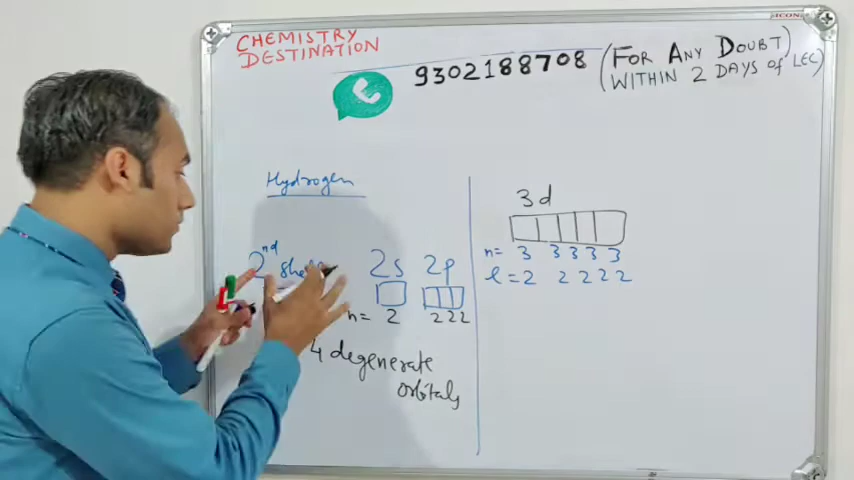 CHEMISTRY
DESTINATION
9302188708
(FOR ANY DOUBT)
WITHIN 2 DAYS of LEC)
Hydrogen
2nd shell
2s 2p
n= 2 2 2 2
4 degenerate
orbitals
3d
n= 3 3 3 3 3
l = 2 2 2 2 2